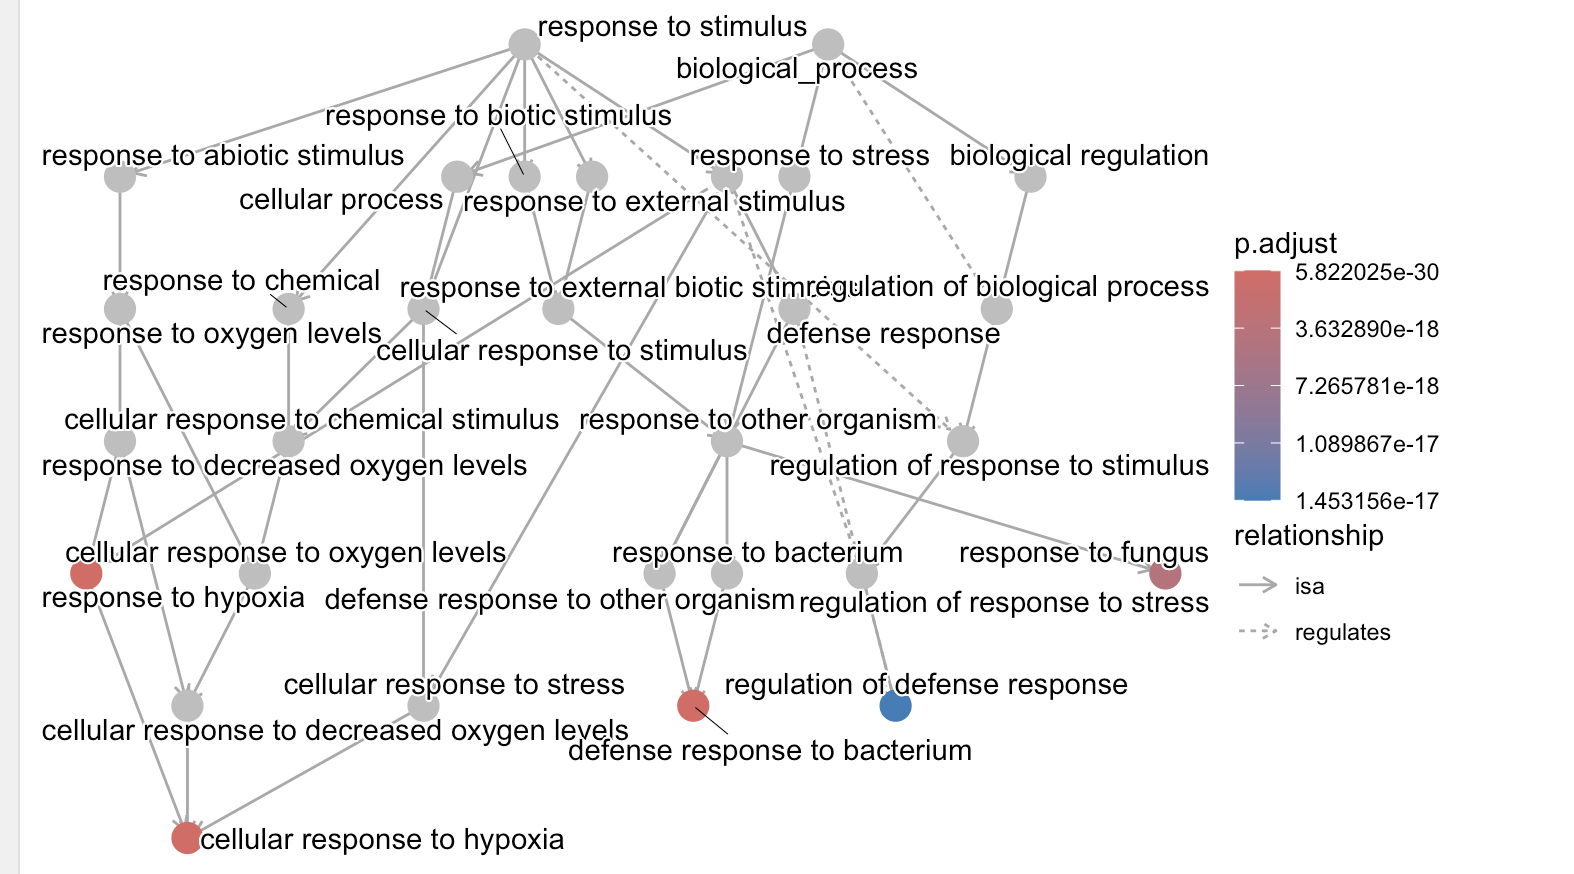 response to stimulus
biological_process
response to biotic stimulus
response to abiotic stimulus
response to stress
biological regulation
cellular process
response to external stimulus
response to chemical
response to external biotic stimulus
regulation of biological process
response to oxygen levels
cellular response to stimulus
defense response
cellular response to chemical stimulus
response to other organism
response to decreased oxygen levels
regulation of response to stimulus
cellular response to oxygen levels
response to bacterium
response to fungus
response to hypoxia
defense response to other organism
regulation of response to stress
cellular response to stress
regulation of defense response
cellular response to decreased oxygen levels
defense response to bacterium
cellular response to hypoxia
p.adjust
5.822025e-30
3.632890e-18
7.265781e-18
1.089867e-17
1.453156e-17
relationship
isa
regulates